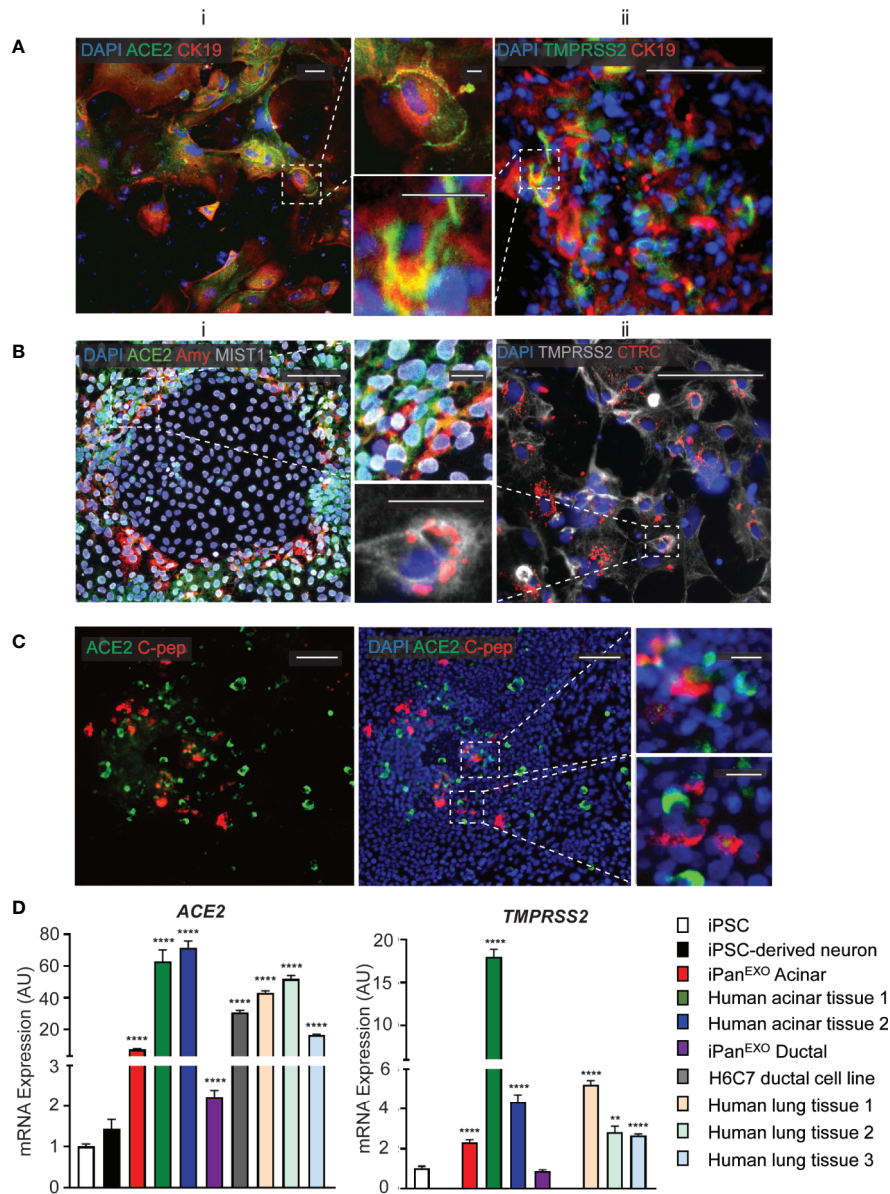 i
ii
A
DAPI ACE2 CK19
DAPI TMPRSS2 CK19
i
ii
B
DAPI ACE2 Amy MIST1
DAPI TMPRSS2 CTRC
C
ACE2 C-pep
DAPI ACE2 C-pep
D
ACE2
mRNA Expression (AU)
80
60
40
20
3
2
1
0
****
****
****
****
****
****
****
****
TMPRSS2
mRNA Expression (AU)
20
15
10
6
4
2
0
****
****
****
****
**
****
iPSC
iPSC-derived neuron
iPanEXO Acinar
Human acinar tissue 1
Human acinar tissue 2
iPanEXO Ductal
H6C7 ductal cell line
Human lung tissue 1
Human lung tissue 2
Human lung tissue 3